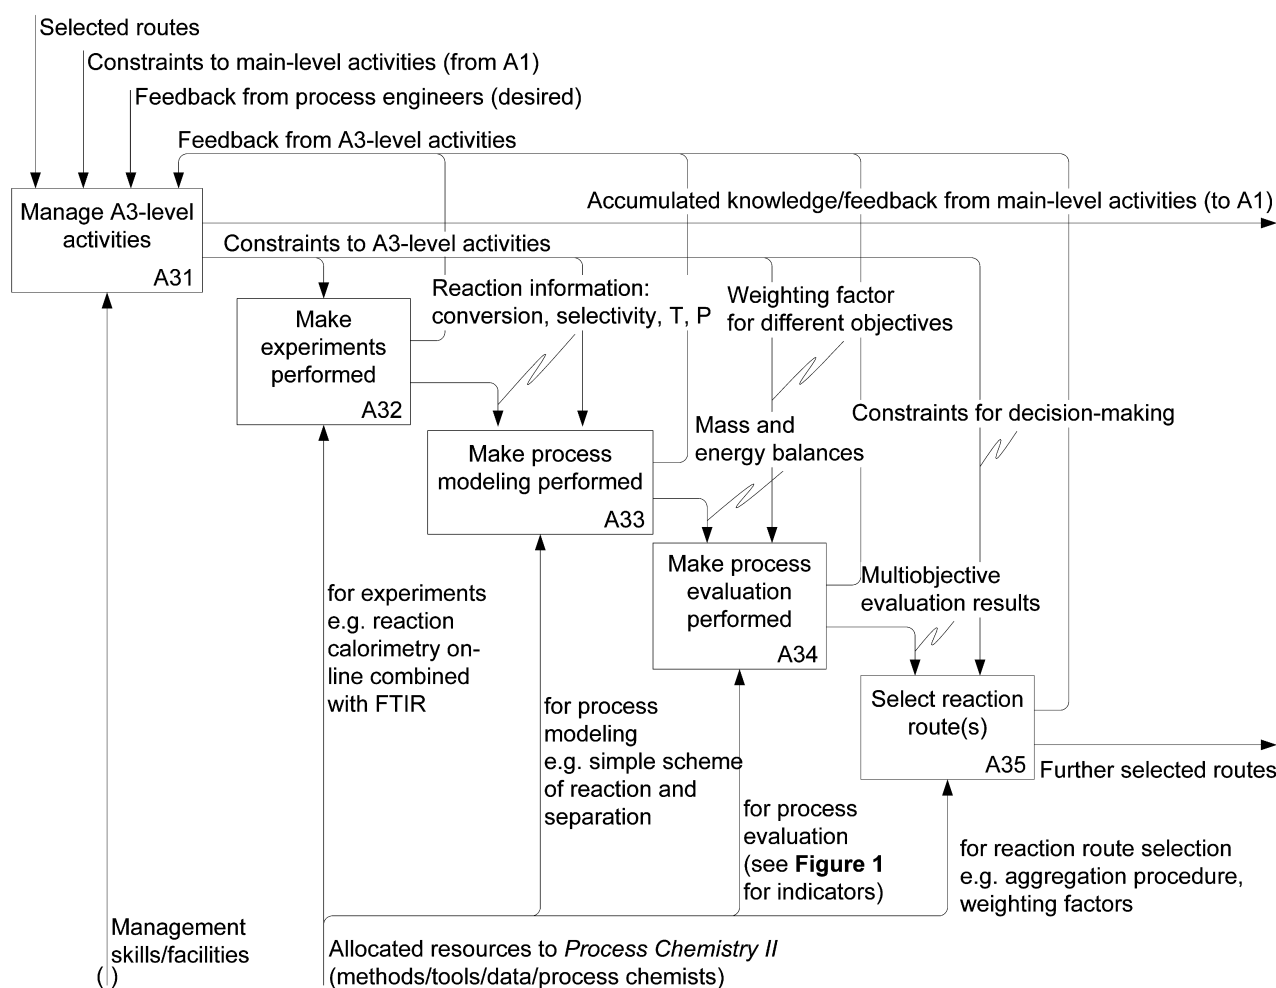 Selected routes
Constraints to main-level activities (from A1)
Feedback from process engineers (desired)
Feedback from A3-level activities
Manage A3-level
activities
A31
Accumulated knowledge/feedback from main-level activities (to A1)
Constraints to A3-level activities
Make
experiments
performed
A32
Reaction information:
conversion, selectivity, T, P
Weighting factor
for different objectives
Make process
modeling performed
A33
Mass and
energy balances
Constraints for decision-making
Make process
evaluation
performed
A34
Multiobjective
evaluation results
Select reaction
route(s)
A35
Further selected routes
for experiments
e.g. reaction
calorimetry on-
line combined
with FTIR
for process
modeling
e.g. simple scheme
of reaction and
separation
for process
evaluation
(see Figure 1
for indicators)
for reaction route selection
e.g. aggregation procedure,
weighting factors
Management
skills/facilities
( )
Allocated resources to Process Chemistry II
(methods/tools/data/process chemists)